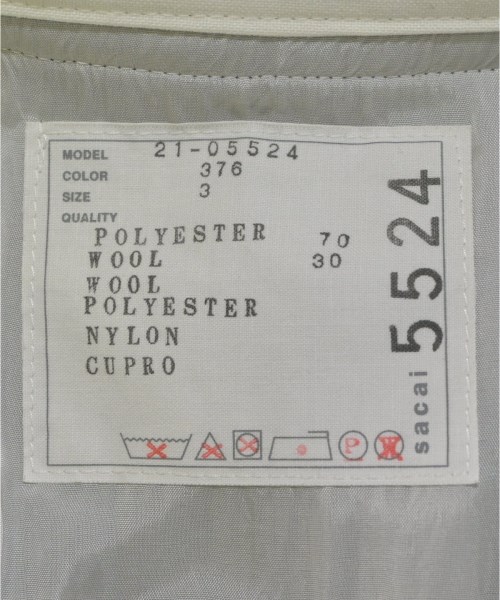 MODEL 21-05524
COLOR 376
SIZE 3
QUALITY
POLYESTER 70
WOOL 30
WOOL
POLYESTER
NYLON
CUPRO
P
W
sacai 5524